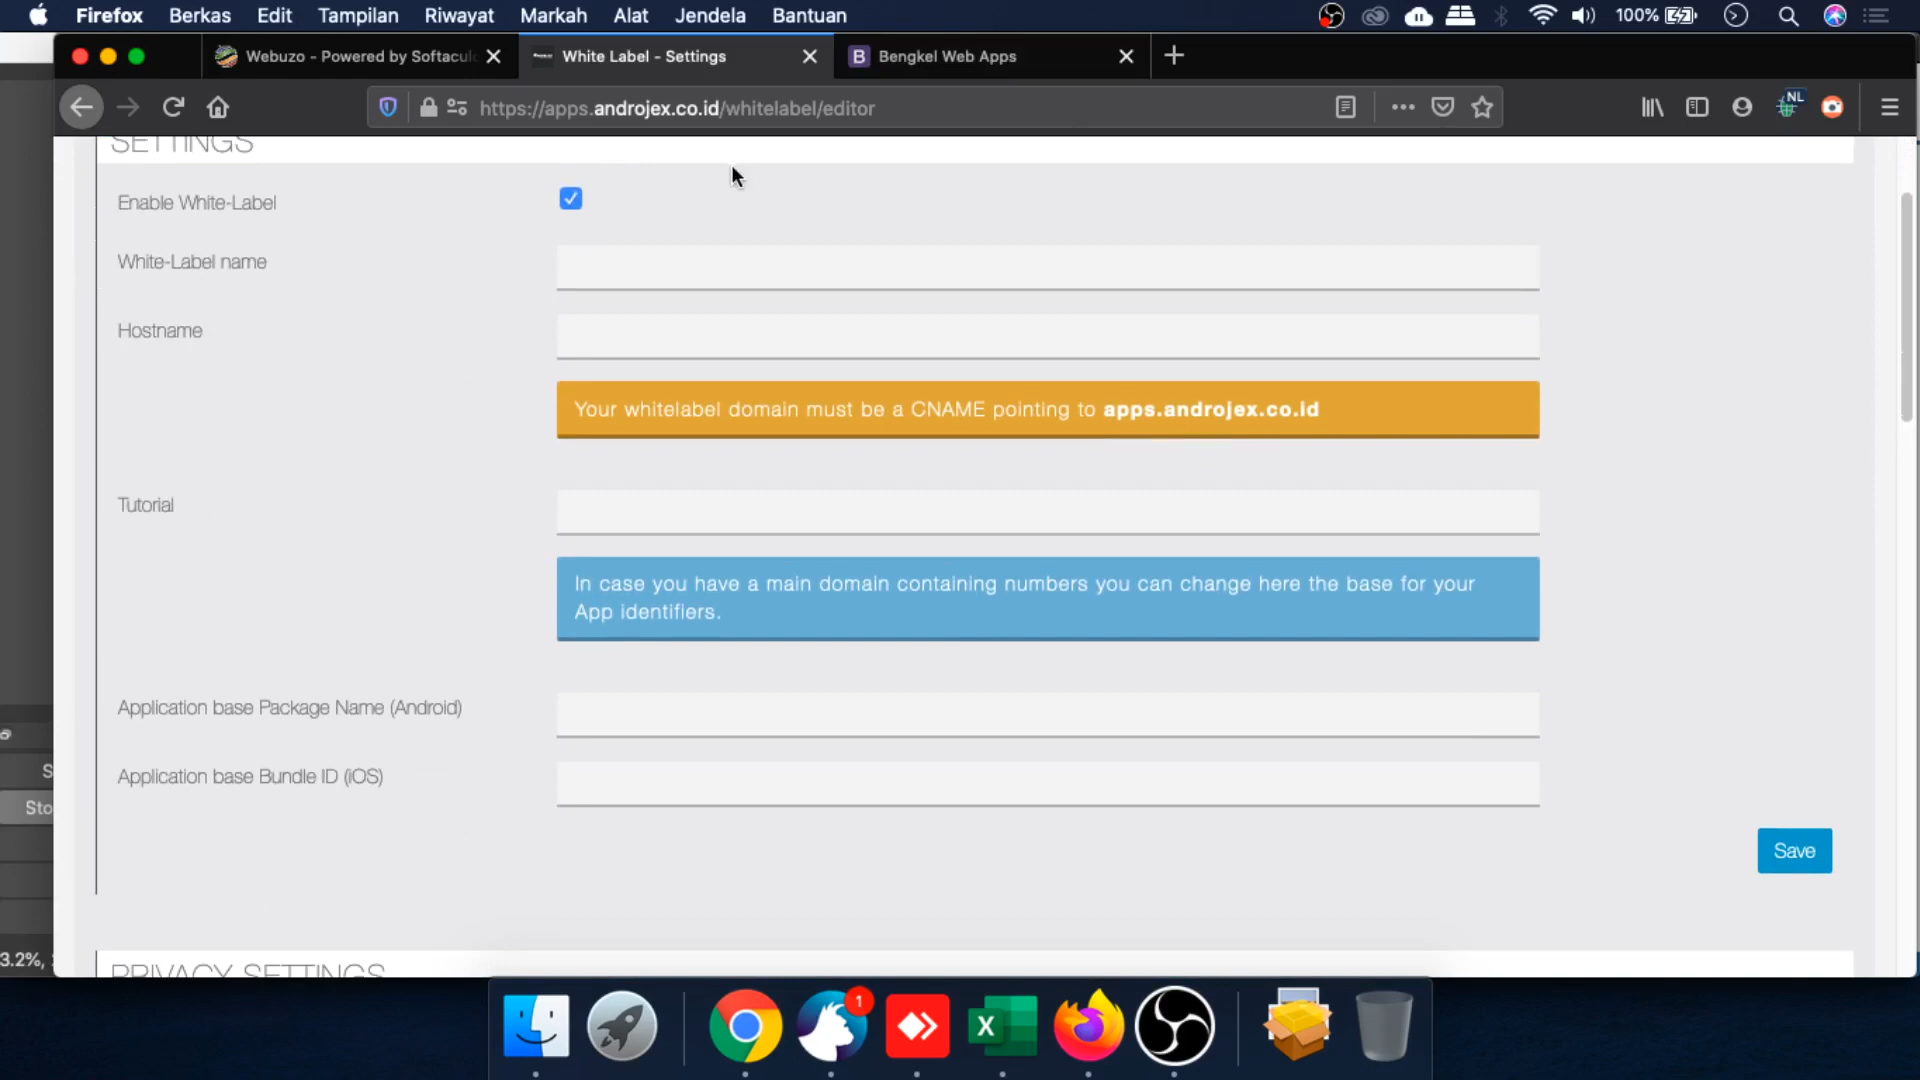 Firefox Berkas Edit Tampilan Riwayat Markah Alat Jendela Bantuan 100%
Webuzo - Powered by Softacul White Label - Settings B Bengkel Web Apps
https://apps.androjex.co.id/whitelabel/editor NL
SETTINGS
Enable White-Label
White-Label name
Hostname
Your whitelabel domain must be a CNAME pointing to apps.androjex.co.id
Tutorial
In case you have a main domain containing numbers you can change here the base for your
App identifiers.
Application base Package Name (Android)
Application base Bundle ID (iOS)
S
Sto
Save
3.2%,
PRIVACY SETTINGS
1
X